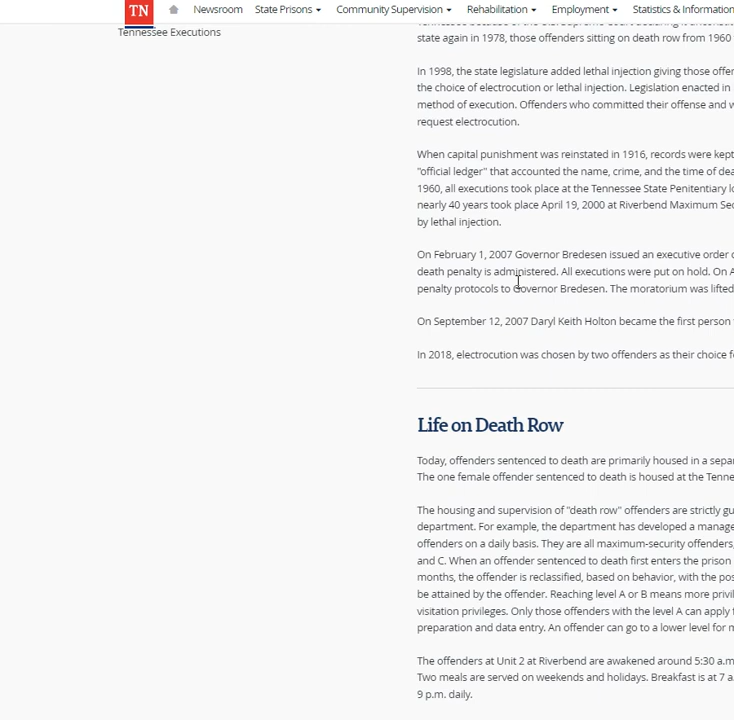 TN
Newsroom State Prisons Community Supervision Rehabilitation Employment Statistics & Information
Tennessee Executions
state again in 1978, those offenders sitting on death row from 1960
In 1998, the state legislature added lethal injection giving those offe
the choice of electrocution or lethal injection. Legislation enacted in
method of execution. Offenders who committed their offense and w
request electrocution.
When capital punishment was reinstated in 1916, records were kept
"official ledger" that accounted the name, crime, and the time of dea
1960, all executions took place at the Tennessee State Penitentiary lo
nearly 40 years took place April 19, 2000 at Riverbend Maximum Sec
by lethal injection.
On February 1, 2007 Governor Bredesen issued an executive order d
death penalty is administered. All executions were put on hold. On A
penalty protocols to Governor Bredesen. The moratorium was lifted
On September 12, 2007 Daryl Keith Holton became the first person
In 2018, electrocution was chosen by two offenders as their choice f
Life on Death Row
Today, offenders sentenced to death are primarily housed in a separ
The one female offender sentenced to death is housed at the Tenne
The housing and supervision of "death row" offenders are strictly gu
department. For example, the department has developed a manage
offenders on a daily basis. They are all maximum-security offenders,
and C. When an offender sentenced to death first enters the prison
months, the offender is reclassified, based on behavior, with the pos
be attained by the offender. Reaching level A or B means more privil
visitation privileges. Only those offenders with the level A can apply f
preparation and data entry. An offender can go to a lower level for m
The offenders at Unit 2 at Riverbend are awakened around 5:30 a.m
Two meals are served on weekends and holidays. Breakfast is at 7 a.
9 p.m. daily.